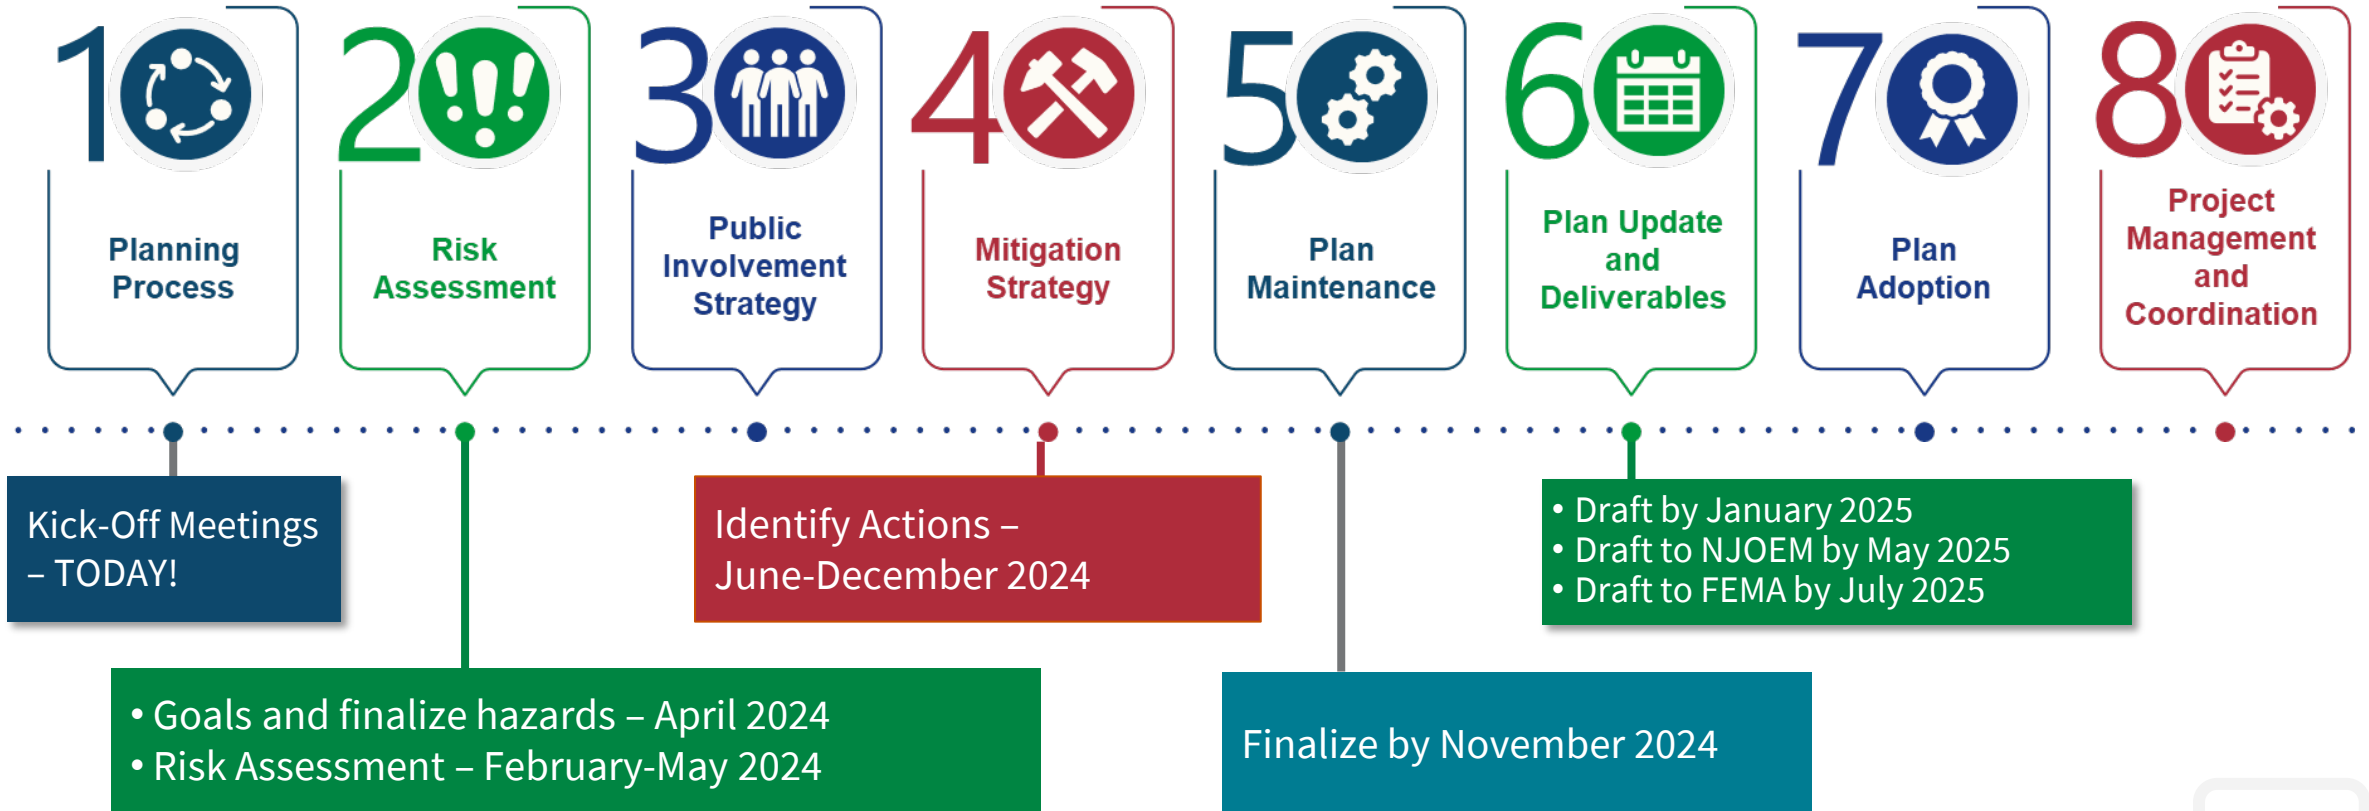 1
Planning
Process
2
Risk
Assessment
3
Public
Involvement
Strategy
4
Mitigation
Strategy
5
Plan
Maintenance
6
Plan Update
and
Deliverables
7
Plan
Adoption
8
Project
Management
and
Coordination
Kick-Off Meetings
– TODAY!
• Goals and finalize hazards – April 2024
• Risk Assessment – February-May 2024
Identify Actions –
June-December 2024
Finalize by November 2024
• Draft by January 2025
• Draft to NJOEM by May 2025
• Draft to FEMA by July 2025